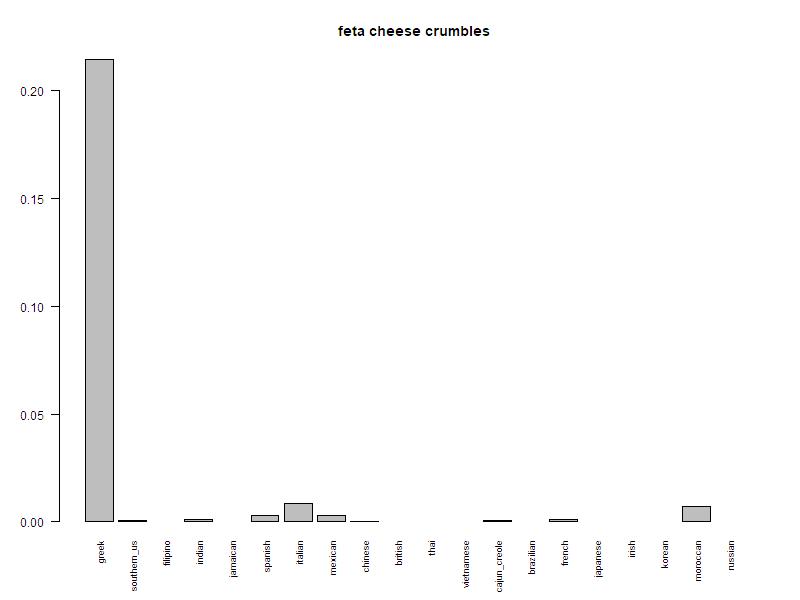 feta cheese crumbles
0.20
0.15
0.10
0.05
0.00
greek
southern_us
filipino
indian
jamaican
spanish
italian
mexican
chinese
british
thai
vietnamese
cajun_creole
brazilian
french
japanese
irish
korean
moroccan
russian